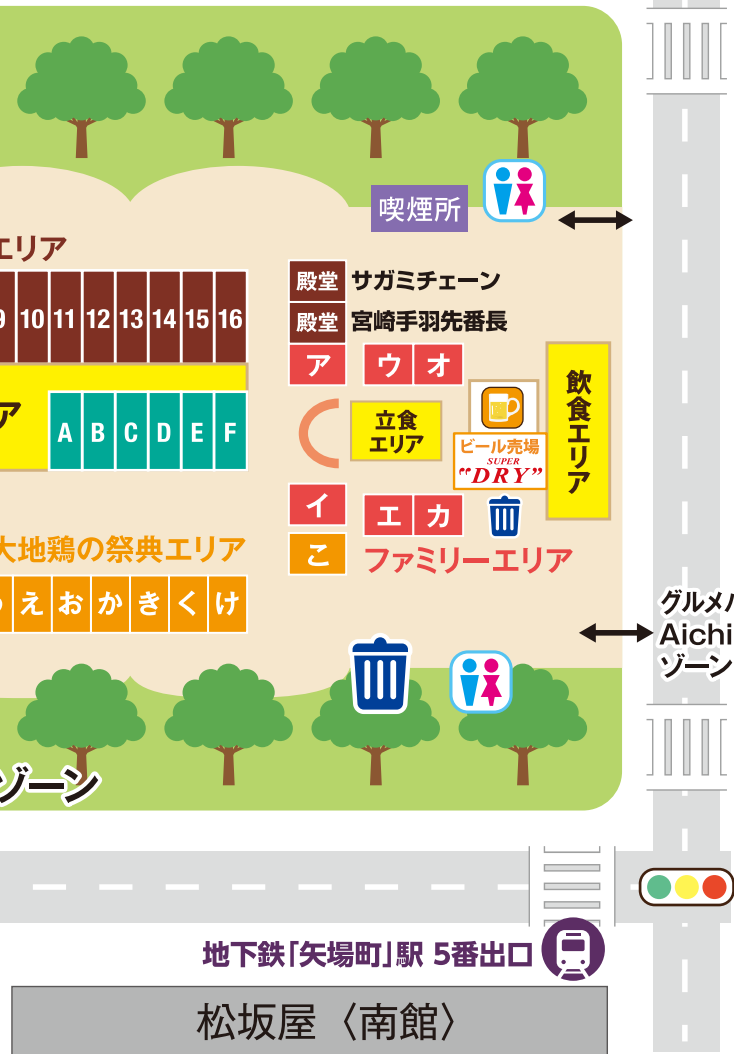 喫煙所
エリア
殿堂 サガミチェーン
9 10 11 12 13 14 15 16
殿堂 宮崎手羽先番長
ア ウ オ
飲食エリア
ア
A B C D E F
立食
エリア
ビール売場
SUPER
"DRY"
イ エ カ
大地鶏の祭典エリア
こ
ファミリーエリア
え お か き く け
グルメパ
Aichi
ゾーン
ゾーン
地下鉄「矢場町」駅 5番出口
松坂屋〈南館〉